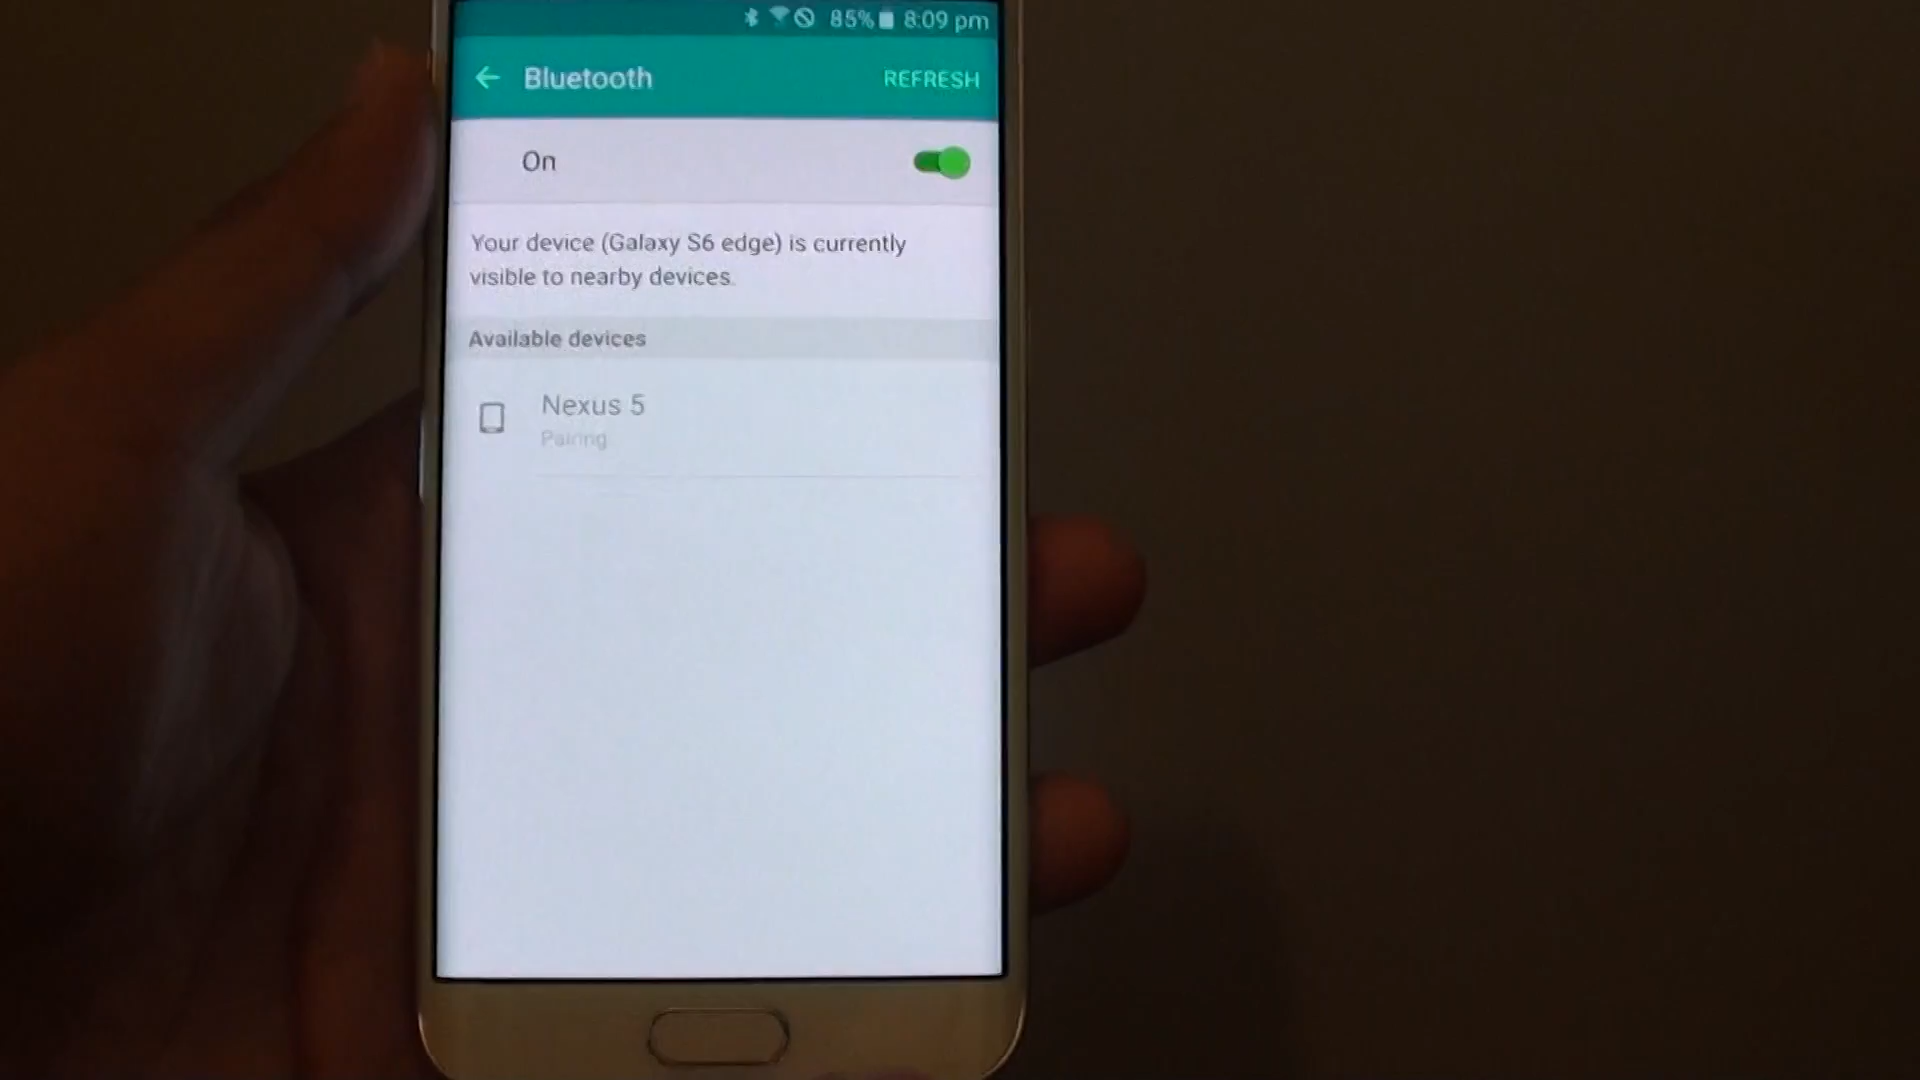 85% 8:09 pm
Bluetooth REFRESH
On
Your device (Galaxy S6 edge) is currently
visible to nearby devices.
Available devices
Nexus 5
Pairing